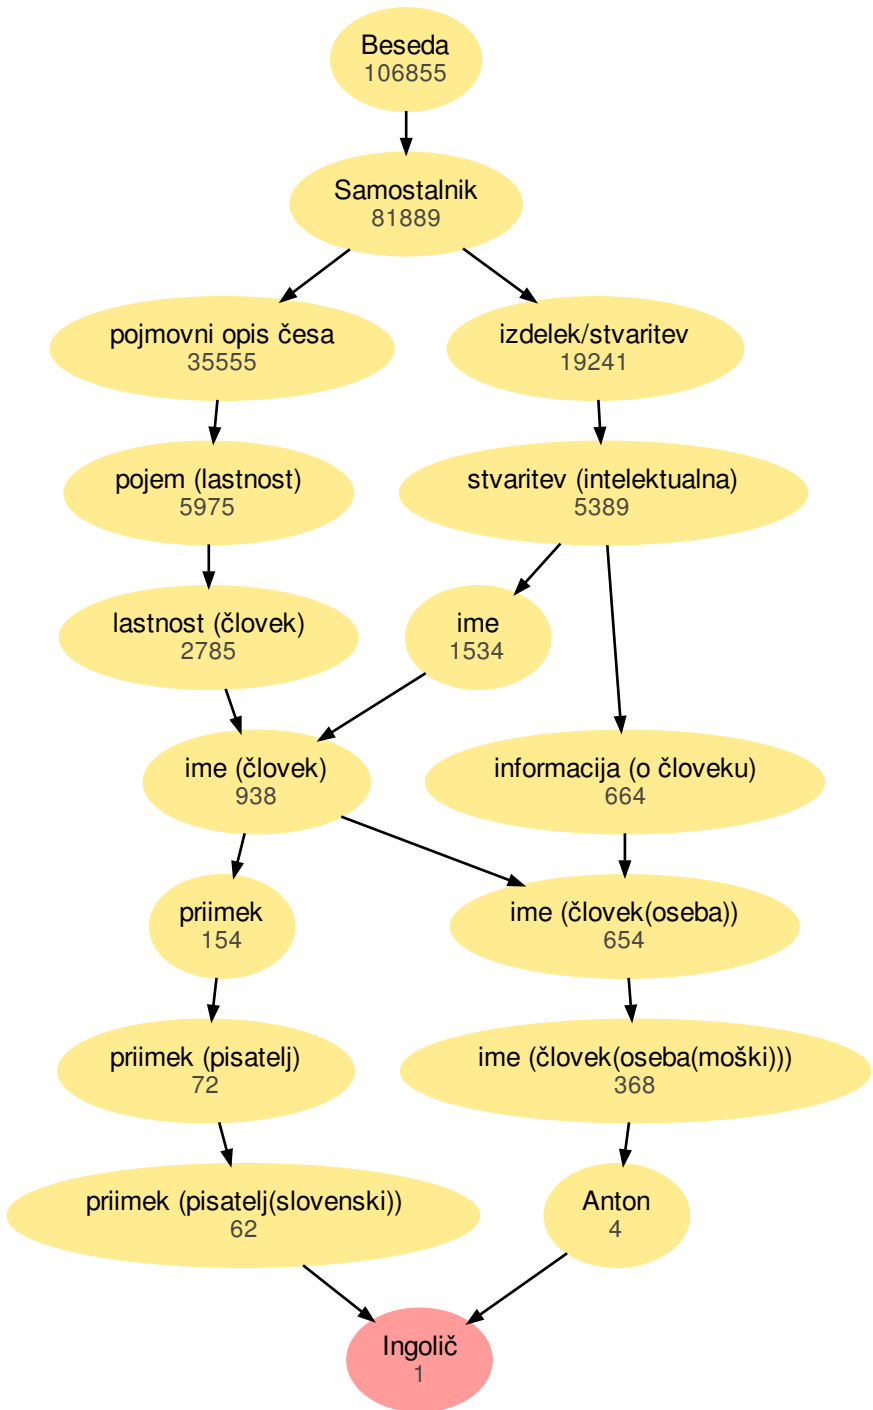 Beseda
106855
Samostalnik
81889
pojmovni opis česa
35555
izdelek/stvaritev
19241
pojem (lastnost)
5975
stvaritev (intelektualna)
5389
lastnost (človek)
2785
ime
1534
ime (človek)
938
informacija (o človeku)
664
priimek
154
ime (človek(oseba))
654
priimek (pisatelj)
72
ime (človek(oseba(moški)))
368
priimek (pisatelj(slovenski))
62
Anton
4
Ingolič
1